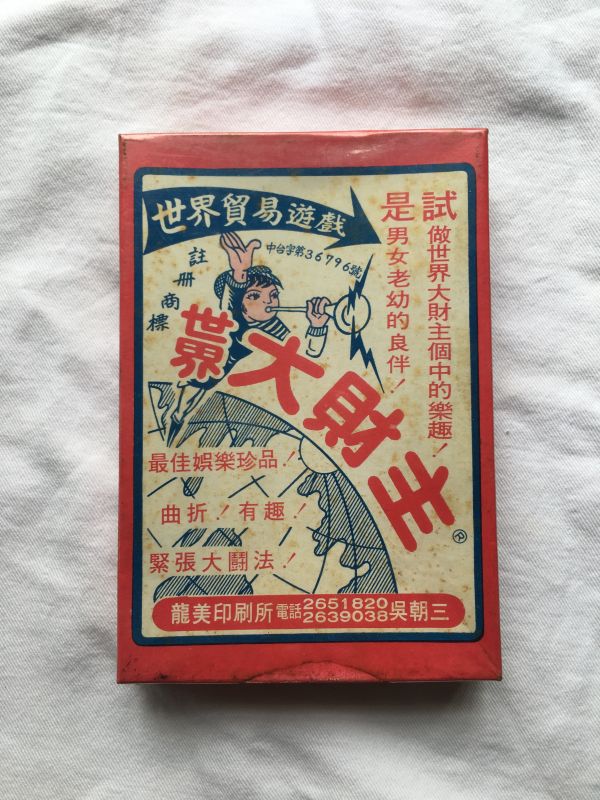 世界貿易遊戲
中台字第36796號
註冊商標
試做世界大財主個中的樂趣！
是男女老幼的良伴！
世界大財主
最佳娛樂珍品！
曲折！有趣！
緊張大鬪法！
®
龍美印刷所電話2651820 2639038吳朝三